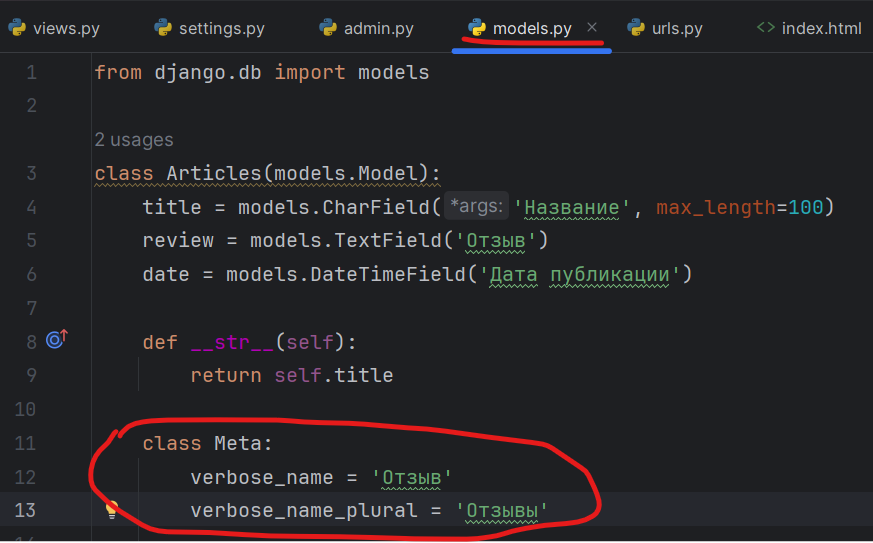 views.py settings.py admin.py models.py × urls.py <> index.html
1 from django.db import models
2
2 usages
3 class Articles(models.Model):
4 title = models.CharField( *args: 'Название', max_length=100)
5 review = models.TextField('Отзыв')
6 date = models.DateTimeField('Дата публикации')
7
8 def __str__(self):
9 return self.title
10
11 class Meta:
12 verbose_name = 'Отзыв'
13 verbose_name_plural = 'Отзывы'